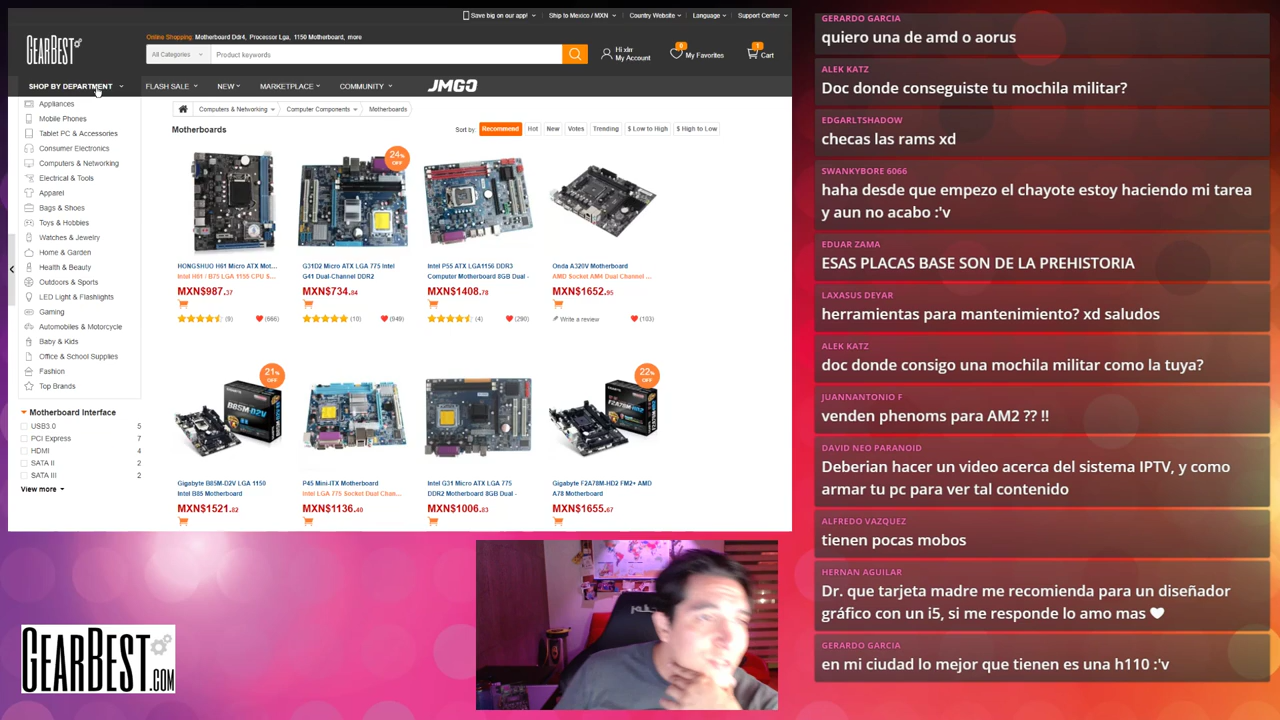 Save big on our app!
Ship to Mexico / MXN
Country Website
Language
Support Center
GEARBEST
Online Shopping: Motherboard Ddr4, Processor Lga, 1150 Motherboard, more
All Categories
Product keywords
Hi xlrr
My Account
0
My Favorites
1
Cart
SHOP BY DEPARTMENT
FLASH SALE
NEW
MARKETPLACE
COMMUNITY
JMGO
Appliances
Mobile Phones
Tablet PC & Accessories
Consumer Electronics
Computers & Networking
Electrical & Tools
Apparel
Bags & Shoes
Toys & Hobbies
Watches & Jewelry
Home & Garden
Health & Beauty
Outdoors & Sports
LED Light & Flashlights
Gaming
Automobiles & Motorcycle
Baby & Kids
Office & School Supplies
Fashion
Top Brands
Motherboard Interface
USB3.0 5
PCI Express 7
HDMI 4
SATA II 2
SATA III 2
View more
Computers & Networking
Computer Components
Motherboards
Motherboards
Sort by:
Recommend
Hot
New
Votes
Trending
$ Low to High
$ High to Low
HONGSHUO H61 Micro ATX Mot...
Intel H61 / B75 LGA 1155 CPU S...
MXN$987.37
(9)
(666)
24%
OFF
G31D2 Micro ATX LGA 775 Intel
G41 Dual-Channel DDR2
MXN$734.84
(10)
(949)
Intel P55 ATX LGA1156 DDR3
Computer Motherboard 8GB Dual -
MXN$1408.78
(4)
(290)
Onda A320V Motherboard
AMD Socket AM4 Dual Channel ...
MXN$1652.95
Write a review
(103)
21%
OFF
B85M D2V
Gigabyte B85M-D2V LGA 1150
Intel B85 Motherboard
MXN$1521.82
P45 Mini-ITX Motherboard
Intel LGA 775 Socket Dual Chan...
MXN$1136.40
Intel G31 Micro ATX LGA 775
DDR2 Motherboard 8GB Dual -
MXN$1006.83
22%
OFF
F2A78M-HD2
Gigabyte F2A78M-HD2 FM2+ AMD
A78 Motherboard
MXN$1655.67
GEARBEST.COM
GERARDO GARCIA
quiero una de amd o aorus
ALEK KATZ
Doc donde conseguiste tu mochila militar?
EDGARLTSHADOW
checas las rams xd
SWANKYBORE 6066
haha desde que empezo el chayote estoy haciendo mi tarea
y aun no acabo :'v
EDUAR ZAMA
ESAS PLACAS BASE SON DE LA PREHISTORIA
LAXASUS DEYAR
herramientas para mantenimiento? xd saludos
ALEK KATZ
doc donde consigo una mochila militar como la tuya?
JUANNANTONIO F
venden phenoms para AM2 ?? !!
DAVID NEO PARANOID
Deberian hacer un video acerca del sistema IPTV, y como
armar tu pc para ver tal contenido
ALFREDO VAZQUEZ
tienen pocas mobos
HERNAN AGUILAR
Dr. que tarjeta madre me recomienda para un diseñador
gráfico con un i5, si me responde lo amo mas ♥
GERARDO GARCIA
en mi ciudad lo mejor que tienen es una h110 :'v